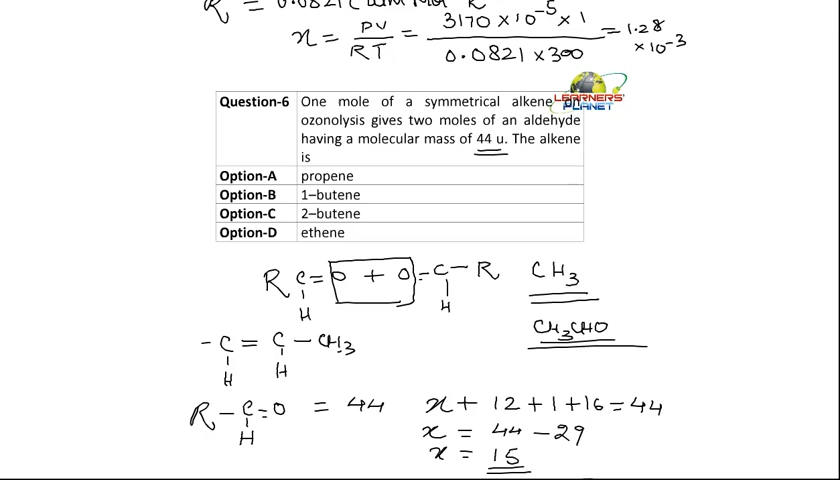 R = 0.0821
x = PV / RT = 3170 × 10^-5 × 1 / 0.0821 × 300 = 1.28 × 10^-3
LEARNERS' PLANET
Question-6 One mole of a symmetrical alkene on
ozonolysis gives two moles of an aldehyde
having a molecular mass of 44 u. The alkene
is
Option-A propene
Option-B 1–butene
Option-C 2–butene
Option-D ethene
R C = O + O = C – R CH3
H H
CH3CHO
- C = C – CH3
H H
R – C = O = 44 x + 12 + 1 + 16 = 44
H
x = 44 – 29
x = 15